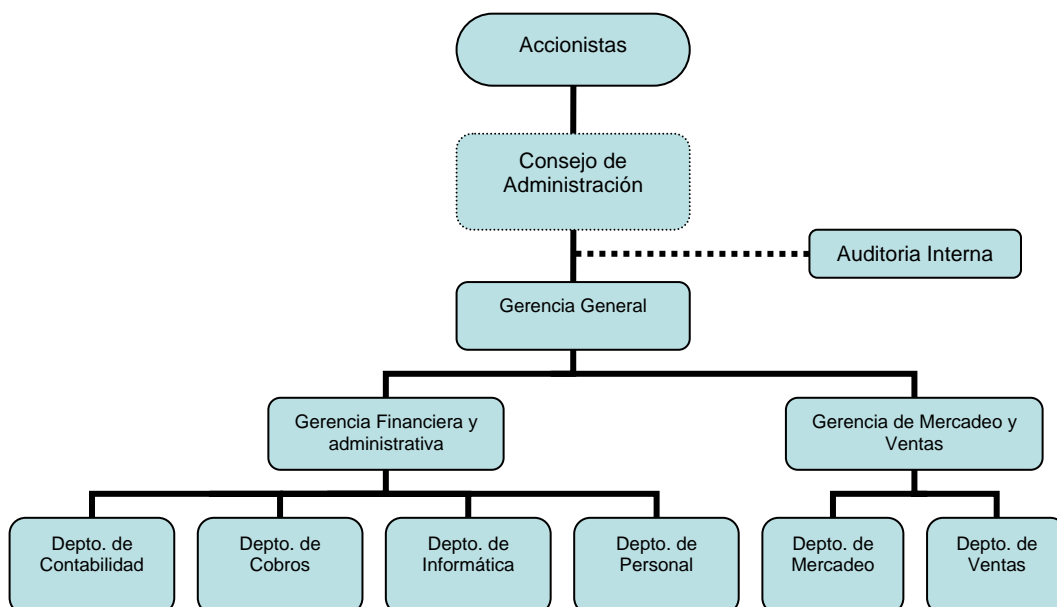 Accionistas
Consejo de
Administración
Auditoria Interna
Gerencia General
Gerencia Financiera y
administrativa
Gerencia de Mercadeo y
Ventas
Depto. de
Contabilidad
Depto. de
Cobros
Depto. de
Informática
Depto. de
Personal
Depto. de
Mercadeo
Depto. de
Ventas